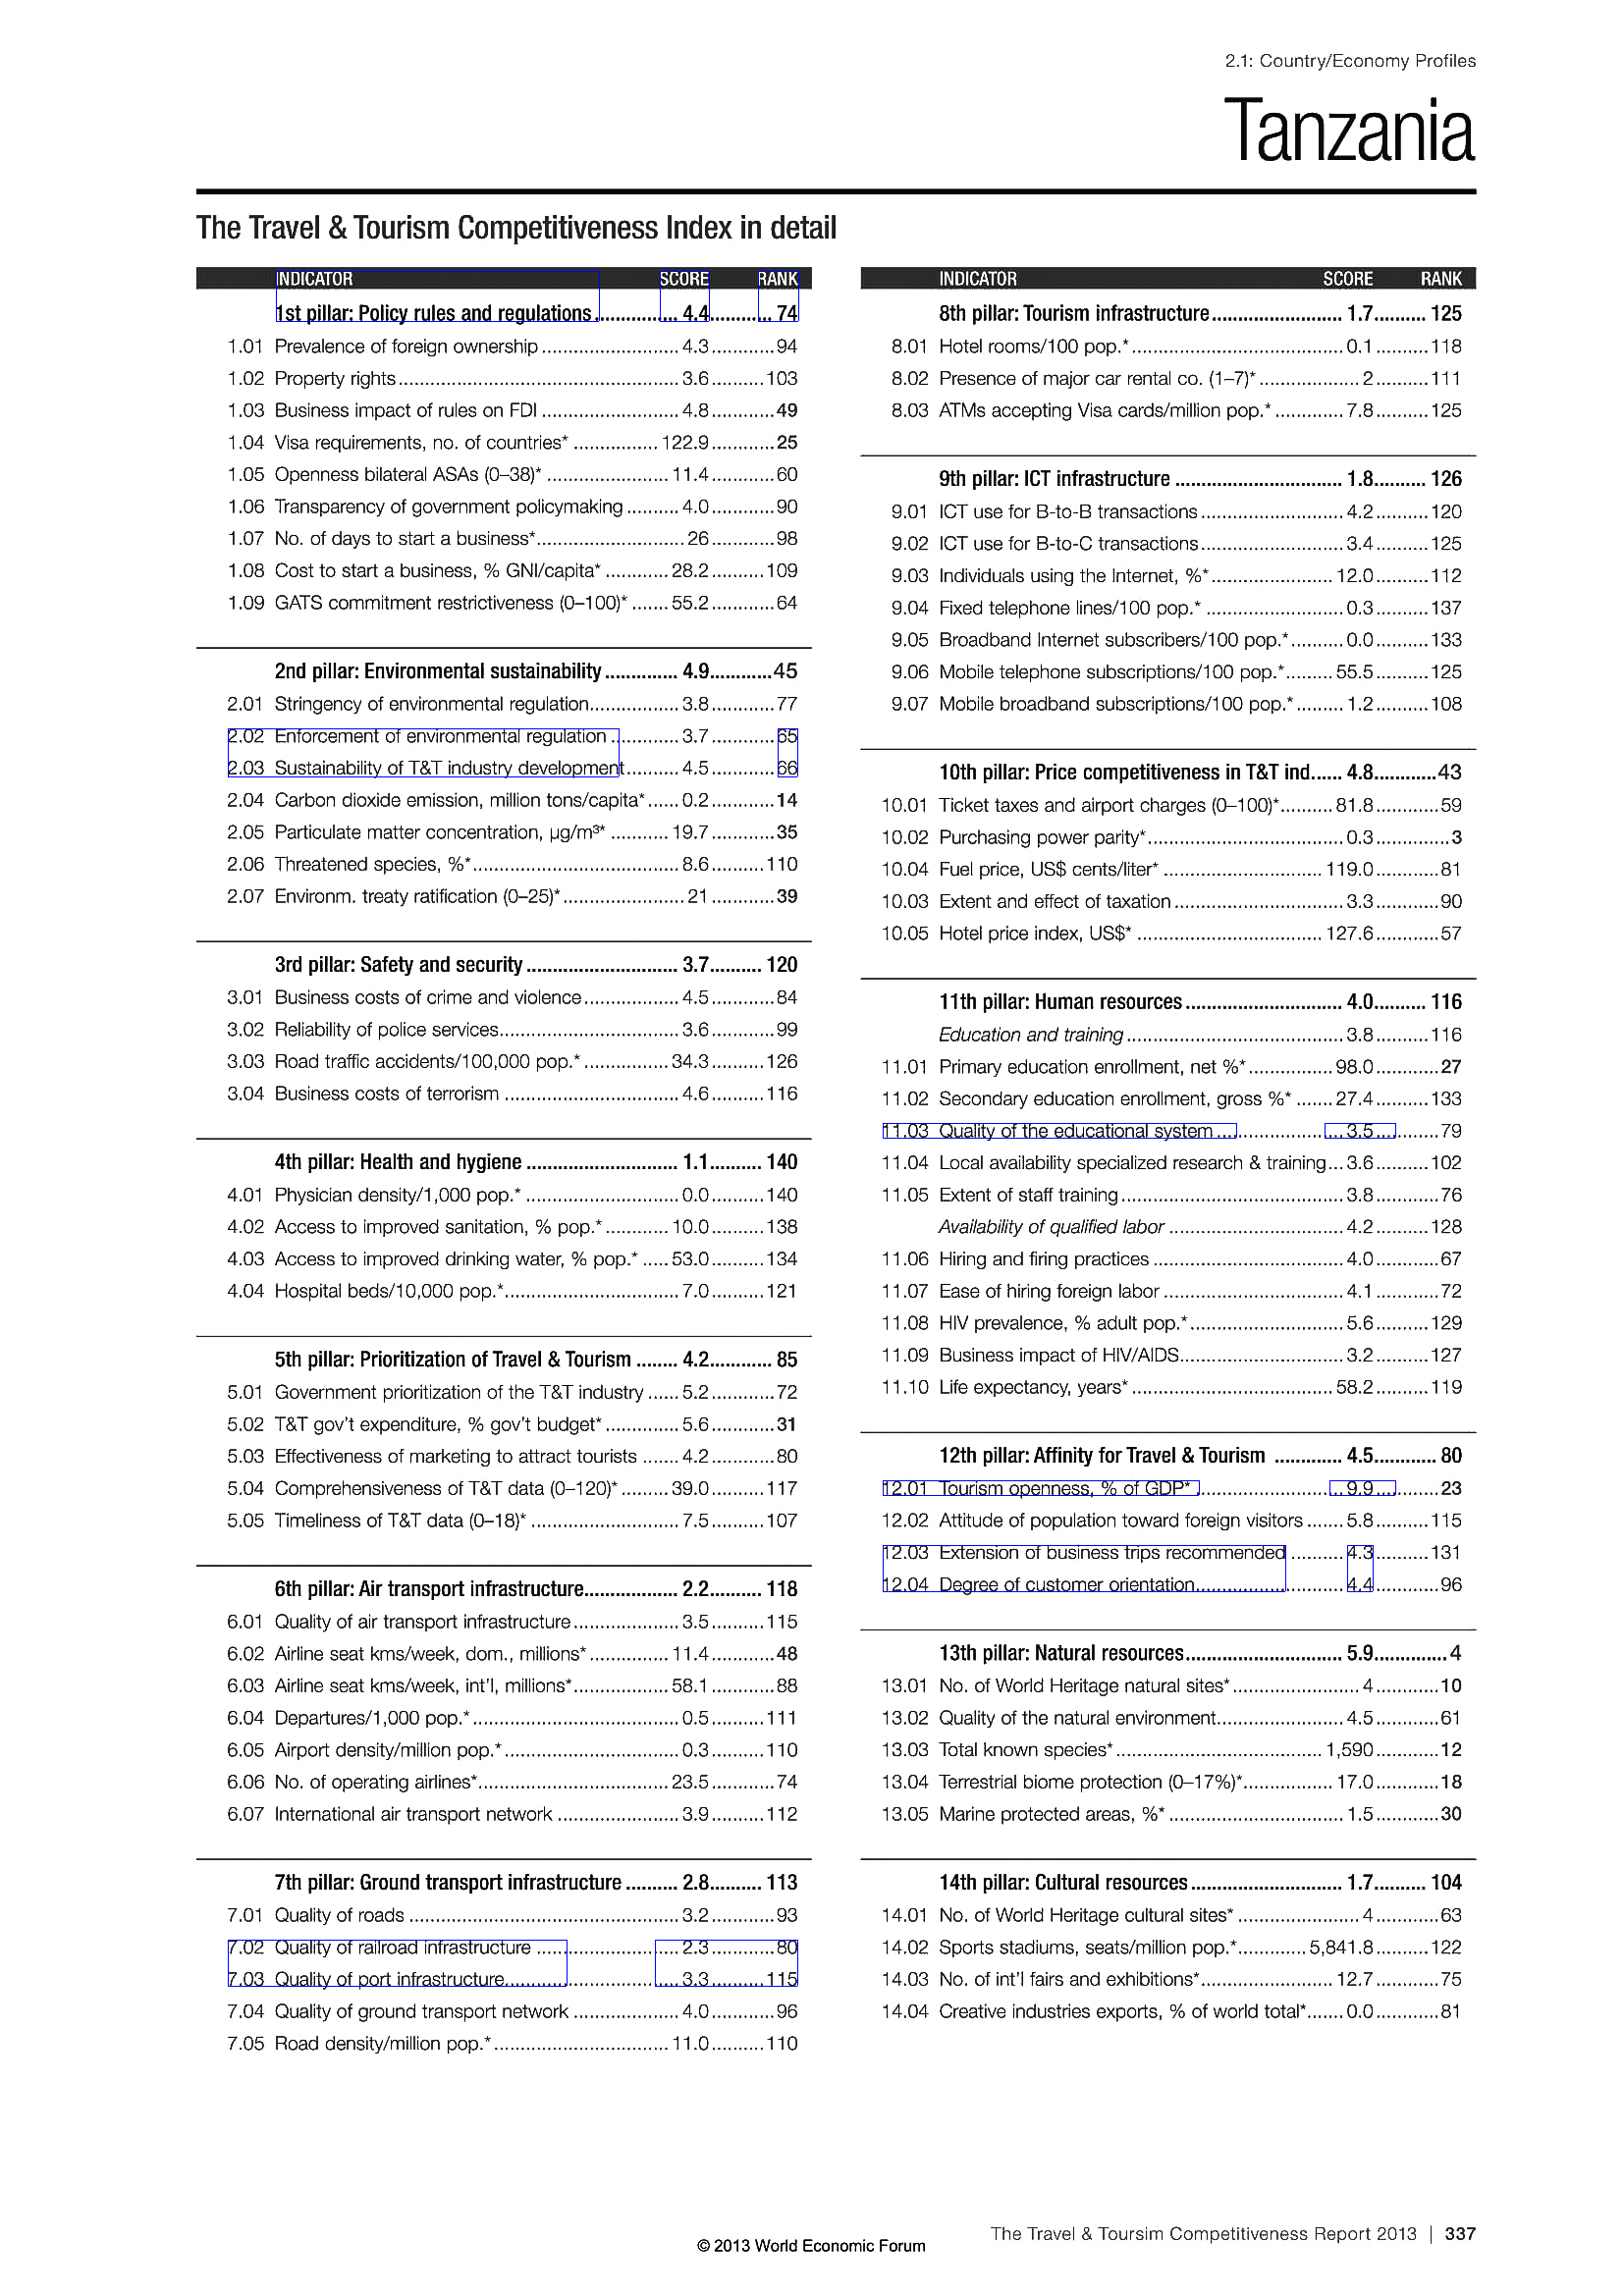 2.1: Country/Economy Profiles
Tanzania
The Travel & Tourism Competitiveness Index in detail
INDICATOR SCORE RANK
1st pillar: Policy rules and regulations ................ 4.4............ 74
1.01 Prevalence of foreign ownership .......................... 4.3............ 94
1.02 Property rights ..................................................... 3.6.......... 103
1.03 Business impact of rules on FDI .......................... 4.8............ 49
1.04 Visa requirements, no. of countries* ................ 122.9............ 25
1.05 Openness bilateral ASAs (0–38)* ....................... 11.4............ 60
1.06 Transparency of government policymaking .......... 4.0............ 90
1.07 No. of days to start a business* ............................ 26............ 98
1.08 Cost to start a business, % GNI/capita* ............ 28.2.......... 109
1.09 GATS commitment restrictiveness (0–100)* ....... 55.2............ 64
2nd pillar: Environmental sustainability .............. 4.9............ 45
2.01 Stringency of environmental regulation................. 3.8............ 77
2.02 Enforcement of environmental regulation ............. 3.7............ 65
2.03 Sustainability of T&T industry development.......... 4.5............ 66
2.04 Carbon dioxide emission, million tons/capita* ...... 0.2............ 14
2.05 Particulate matter concentration, µg/m³* ........... 19.7............ 35
2.06 Threatened species, %* ....................................... 8.6.......... 110
2.07 Environm. treaty ratification (0–25)* ....................... 21............ 39
3rd pillar: Safety and security ............................. 3.7.......... 120
3.01 Business costs of crime and violence.................. 4.5............ 84
3.02 Reliability of police services.................................. 3.6............ 99
3.03 Road traffic accidents/100,000 pop.* ................ 34.3.......... 126
3.04 Business costs of terrorism ................................. 4.6.......... 116
4th pillar: Health and hygiene ............................. 1.1.......... 140
4.01 Physician density/1,000 pop.* ............................. 0.0.......... 140
4.02 Access to improved sanitation, % pop.* ............ 10.0.......... 138
4.03 Access to improved drinking water, % pop.* ..... 53.0.......... 134
4.04 Hospital beds/10,000 pop.* ................................. 7.0.......... 121
5th pillar: Prioritization of Travel & Tourism ........ 4.2............ 85
5.01 Government prioritization of the T&T industry ...... 5.2............ 72
5.02 T&T gov’t expenditure, % gov’t budget* .............. 5.6............ 31
5.03 Effectiveness of marketing to attract tourists ....... 4.2............ 80
5.04 Comprehensiveness of T&T data (0–120)* ......... 39.0.......... 117
5.05 Timeliness of T&T data (0–18)* ............................ 7.5.......... 107
6th pillar: Air transport infrastructure.................. 2.2.......... 118
6.01 Quality of air transport infrastructure .................... 3.5.......... 115
6.02 Airline seat kms/week, dom., millions* ............... 11.4............ 48
6.03 Airline seat kms/week, int’l, millions*.................. 58.1............ 88
6.04 Departures/1,000 pop.* ....................................... 0.5.......... 111
6.05 Airport density/million pop.* ................................. 0.3.......... 110
6.06 No. of operating airlines*.................................... 23.5............ 74
6.07 International air transport network ....................... 3.9.......... 112
7th pillar: Ground transport infrastructure .......... 2.8.......... 113
7.01 Quality of roads ................................................... 3.2............ 93
7.02 Quality of railroad infrastructure ........................... 2.3............ 80
7.03 Quality of port infrastructure................................. 3.3.......... 115
7.04 Quality of ground transport network .................... 4.0............ 96
7.05 Road density/million pop.* ................................. 11.0.......... 110
INDICATOR SCORE RANK
8th pillar: Tourism infrastructure ......................... 1.7.......... 125
8.01 Hotel rooms/100 pop.* ........................................ 0.1.......... 118
8.02 Presence of major car rental co. (1–7)* ................... 2.......... 111
8.03 ATMs accepting Visa cards/million pop.* ............. 7.8.......... 125
9th pillar: ICT infrastructure ................................ 1.8.......... 126
9.01 ICT use for B-to-B transactions ........................... 4.2.......... 120
9.02 ICT use for B-to-C transactions........................... 3.4.......... 125
9.03 Individuals using the Internet, %* ....................... 12.0.......... 112
9.04 Fixed telephone lines/100 pop.* .......................... 0.3.......... 137
9.05 Broadband Internet subscribers/100 pop.*.......... 0.0.......... 133
9.06 Mobile telephone subscriptions/100 pop.*......... 55.5.......... 125
9.07 Mobile broadband subscriptions/100 pop.* ......... 1.2.......... 108
10th pillar: Price competitiveness in T&T ind...... 4.8............ 43
10.01 Ticket taxes and airport charges (0–100)*.......... 81.8............ 59
10.02 Purchasing power parity*..................................... 0.3.............. 3
10.04 Fuel price, US$ cents/liter* .............................. 119.0............ 81
10.03 Extent and effect of taxation ................................ 3.3............ 90
10.05 Hotel price index, US$* ................................... 127.6............ 57
11th pillar: Human resources .............................. 4.0.......... 116
Education and training ......................................... 3.8.......... 116
11.01 Primary education enrollment, net %* ................ 98.0............ 27
11.02 Secondary education enrollment, gross %* ....... 27.4.......... 133
11.03 Quality of the educational system ........................ 3.5............ 79
11.04 Local availability specialized research & training... 3.6.......... 102
11.05 Extent of staff training .......................................... 3.8............ 76
Availability of qualified labor ................................. 4.2.......... 128
11.06 Hiring and firing practices .................................... 4.0............ 67
11.07 Ease of hiring foreign labor .................................. 4.1............ 72
11.08 HIV prevalence, % adult pop.* ............................. 5.6.......... 129
11.09 Business impact of HIV/AIDS............................... 3.2.......... 127
11.10 Life expectancy, years* ...................................... 58.2.......... 119
12th pillar: Affinity for Travel & Tourism ............. 4.5............ 80
12.01 Tourism openness, % of GDP* ............................ 9.9............ 23
12.02 Attitude of population toward foreign visitors ....... 5.8.......... 115
12.03 Extension of business trips recommended .......... 4.3.......... 131
12.04 Degree of customer orientation............................ 4.4............ 96
13th pillar: Natural resources.............................. 5.9.............. 4
13.01 No. of World Heritage natural sites* ........................ 4............ 10
13.02 Quality of the natural environment........................ 4.5............ 61
13.03 Total known species* ....................................... 1,590............ 12
13.04 Terrestrial biome protection (0–17%)*................. 17.0............ 18
13.05 Marine protected areas, %* ................................. 1.5............ 30
14th pillar: Cultural resources ............................. 1.7.......... 104
14.01 No. of World Heritage cultural sites* ....................... 4............ 63
14.02 Sports stadiums, seats/million pop.*............. 5,841.8.......... 122
14.03 No. of int’l fairs and exhibitions*......................... 12.7............ 75
14.04 Creative industries exports, % of world total*....... 0.0............ 81
The Travel & Toursim Competitiveness Report 2013 | 337
© 2013 World Economic Forum